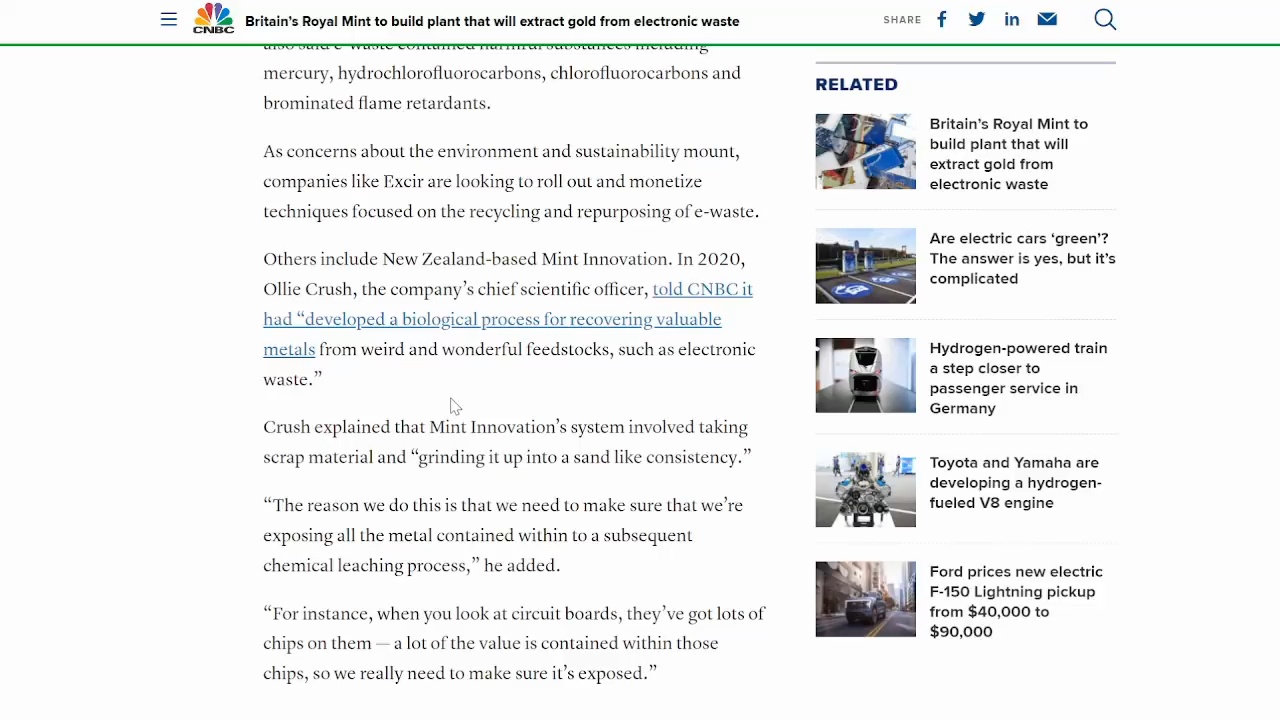 CNBC
Britain's Royal Mint to build plant that will extract gold from electronic waste
SHARE
also said e-waste contained harmful substances including
mercury, hydrochlorofluorocarbons, chlorofluorocarbons and
brominated flame retardants.
As concerns about the environment and sustainability mount,
companies like Excir are looking to roll out and monetize
techniques focused on the recycling and repurposing of e-waste.
Others include New Zealand-based Mint Innovation. In 2020,
Ollie Crush, the company’s chief scientific officer, told CNBC it
had “developed a biological process for recovering valuable
metals from weird and wonderful feedstocks, such as electronic
waste.”
Crush explained that Mint Innovation’s system involved taking
scrap material and “grinding it up into a sand like consistency.”
“The reason we do this is that we need to make sure that we’re
exposing all the metal contained within to a subsequent
chemical leaching process,” he added.
“For instance, when you look at circuit boards, they’ve got lots of
chips on them — a lot of the value is contained within those
chips, so we really need to make sure it’s exposed.”
RELATED
Britain’s Royal Mint to
build plant that will
extract gold from
electronic waste
Are electric cars ‘green’?
The answer is yes, but it’s
complicated
Hydrogen-powered train
a step closer to
passenger service in
Germany
Toyota and Yamaha are
developing a hydrogen-
fueled V8 engine
Ford prices new electric
F-150 Lightning pickup
from $40,000 to
$90,000